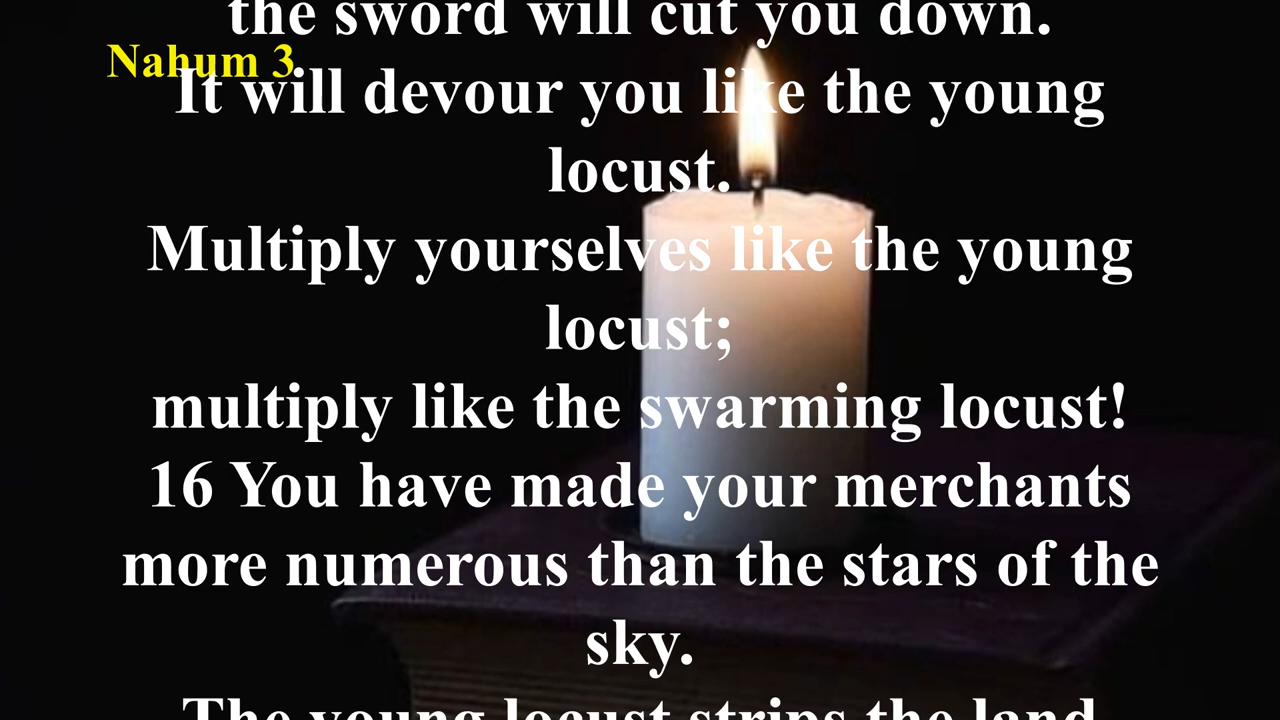 the sword will cut you down.
Nahum 3
It will devour you like the young
locust.
Multiply yourselves like the young
locust;
multiply like the swarming locust!
16 You have made your merchants
more numerous than the stars of the
sky.
The young locust strips the land